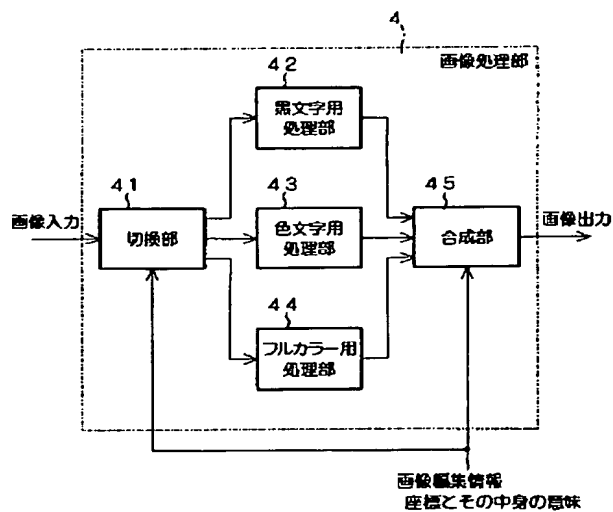 4
画像処理部
42
黒文字用
処理部
41
43
45
画像入力
切換部
色文字用
処理部
合成部
画像出力
44
フルカラー用
処理部
画像編集情報
座標とその中身の意味